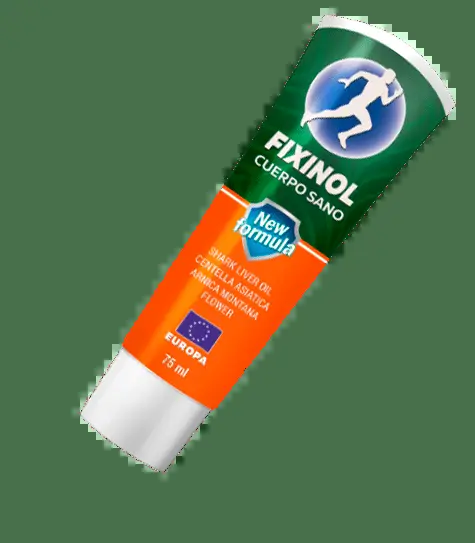 FIXINOL
CUERPO SANO
New
formula
SHARK LIVER OIL
CENTELLA ASIATICA
ARNICA MONTANA
FLOWER
EUROPA
75 ml